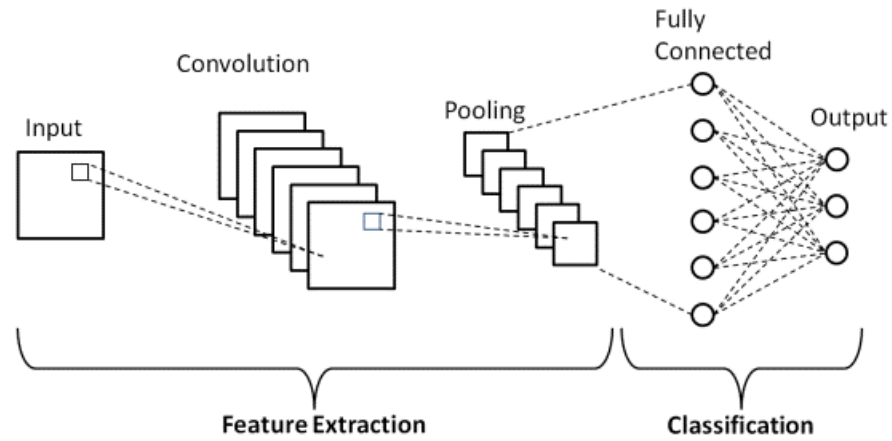 Input
Convolution
Pooling
Fully
Connected
Output
Feature Extraction
Classification